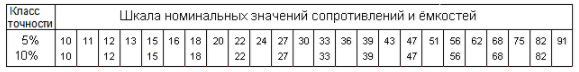 Класс точности Шкала номинальных значений сопротивлений и ёмкостей
5% 10 11 12 13 15 16 18 20 22 24 27 30 33 36 39 43 47 51 56 62 68 75 82 91
10% 10 12 15 18 22 27 33 39 47 56 68 82